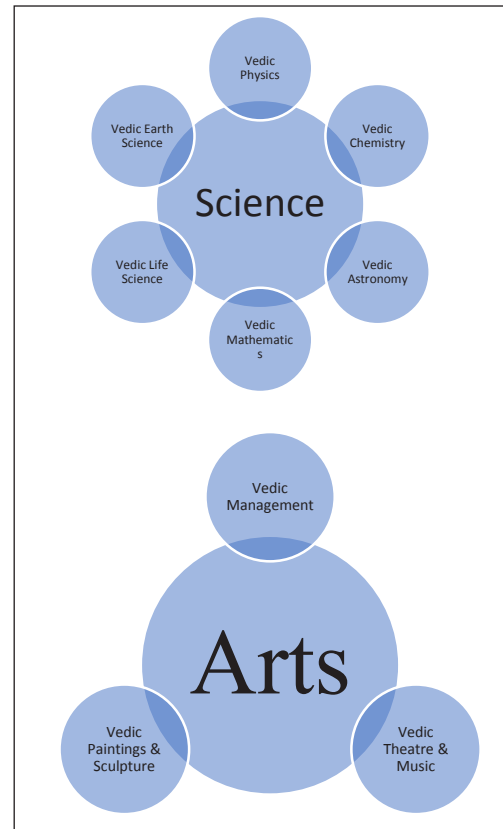 Vedic
Physics
Vedic Earth
Science
Vedic
Chemistry
Science
Vedic Life
Science
Vedic
Astronomy
Vedic
Mathematic
s
Vedic
Management
Arts
Vedic
Paintings &
Sculpture
Vedic
Theatre &
Music